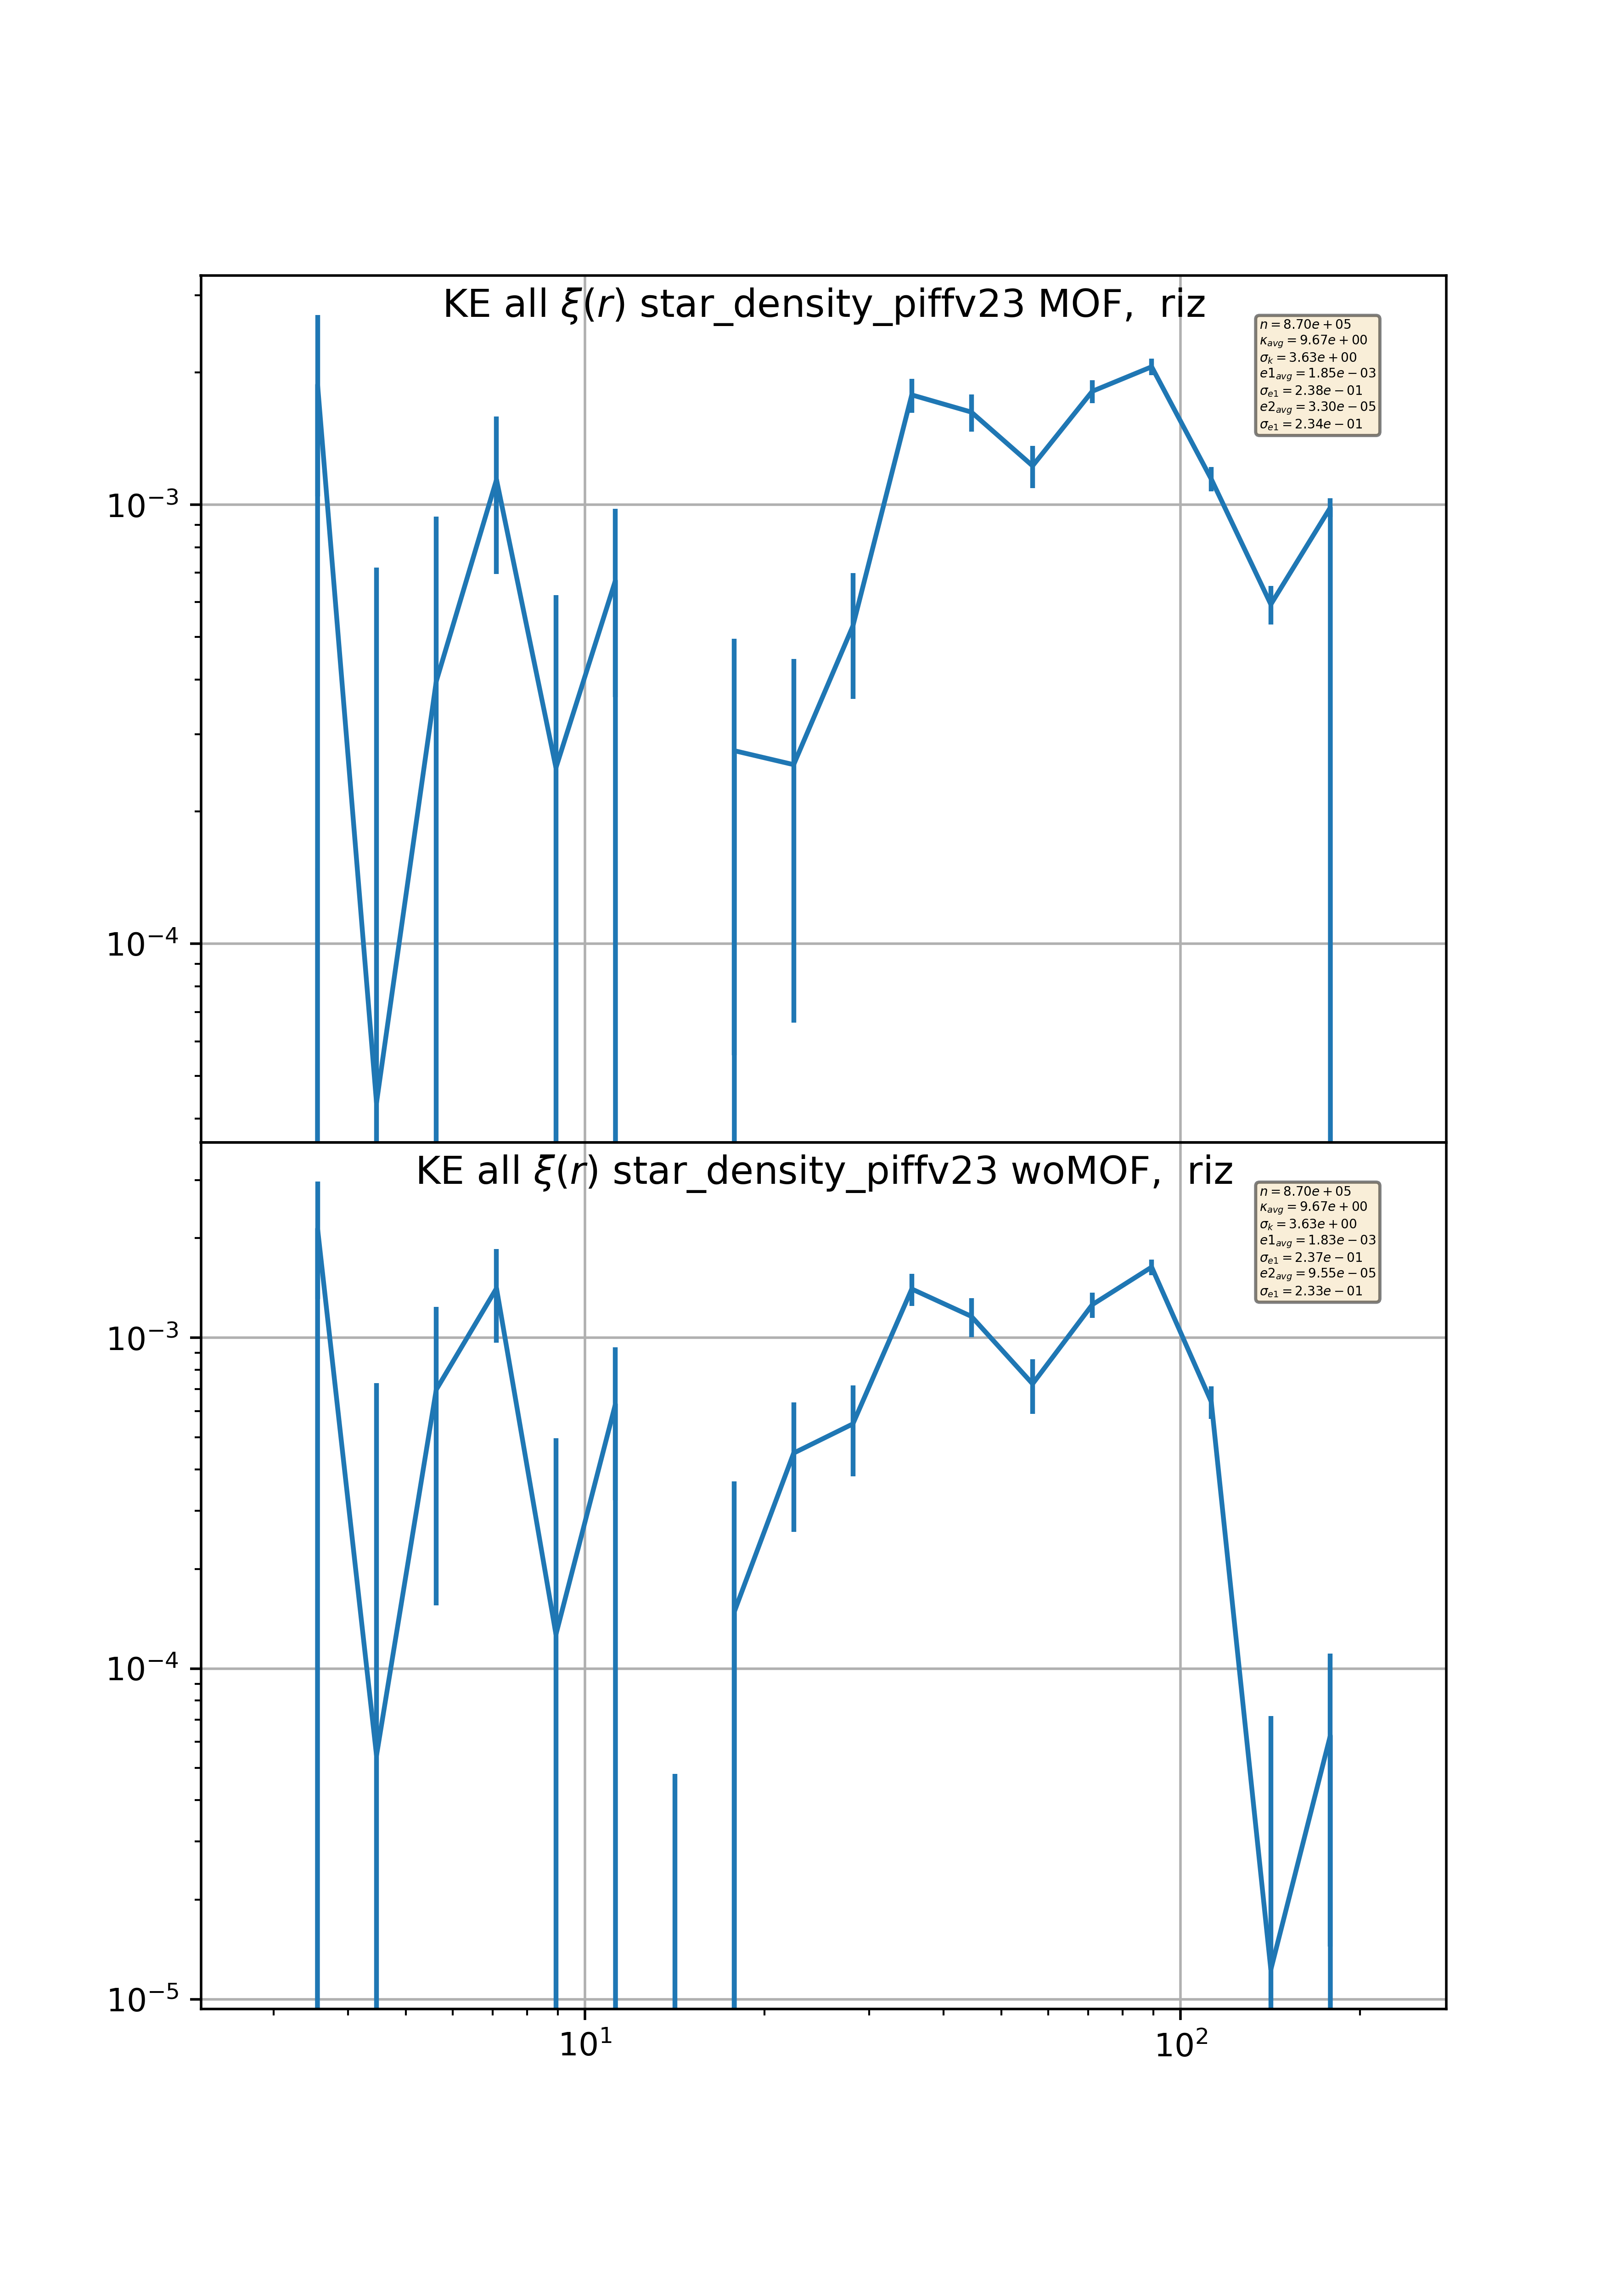 KE all ξ(r) star_density_piffv23 MOF,  riz
n = 8.70e + 05
κ_avg = 9.67e + 00
σ_k = 3.63e + 00
e1_avg = 1.85e − 03
σ_e1 = 2.38e − 01
e2_avg = 3.30e − 05
σ_e1 = 2.34e − 01
10⁻³
10⁻⁴
KE all ξ(r) star_density_piffv23 woMOF,  riz
n = 8.70e + 05
κ_avg = 9.67e + 00
σ_k = 3.63e + 00
e1_avg = 1.83e − 03
σ_e1 = 2.37e − 01
e2_avg = 9.55e − 05
σ_e1 = 2.33e − 01
10⁻³
10⁻⁴
10⁻⁵
10¹ 10²